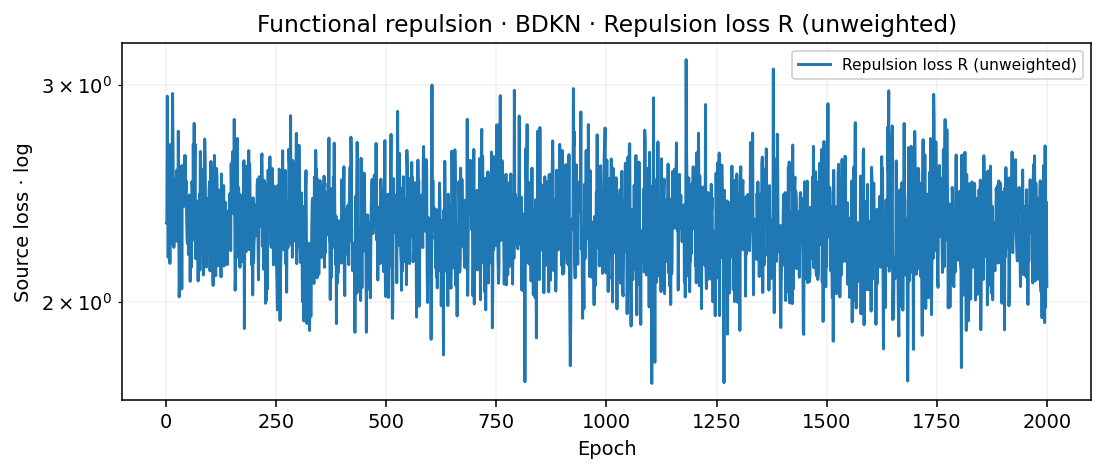 Functional repulsion · BDKN · Repulsion loss R (unweighted)
Repulsion loss R (unweighted)
Source loss · log
3 × 10⁰
2 × 10⁰
0 250 500 750 1000 1250 1500 1750 2000
Epoch